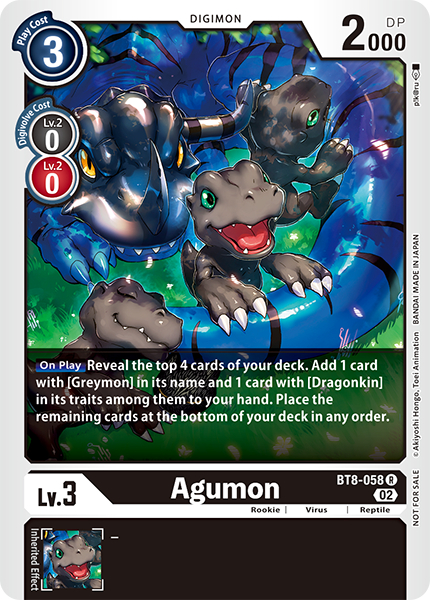 DIGIMON
Play Cost
3
DP
2000
Digivolve Cost
Lv.2
0
Lv.2
0
p!k@ru
On Play Reveal the top 4 cards of your deck. Add 1 card
with [Greymon] in its name and 1 card with [Dragonkin]
in its traits among them to your hand. Place the
remaining cards at the bottom of your deck in any order.
© Akiyoshi Hongo, Toei Animation BANDAI MADE IN JAPAN
NOT FOR SALE
Lv.3
Agumon
BT8-058 R
02
Rookie | Virus | Reptile
Inherited Effect
–